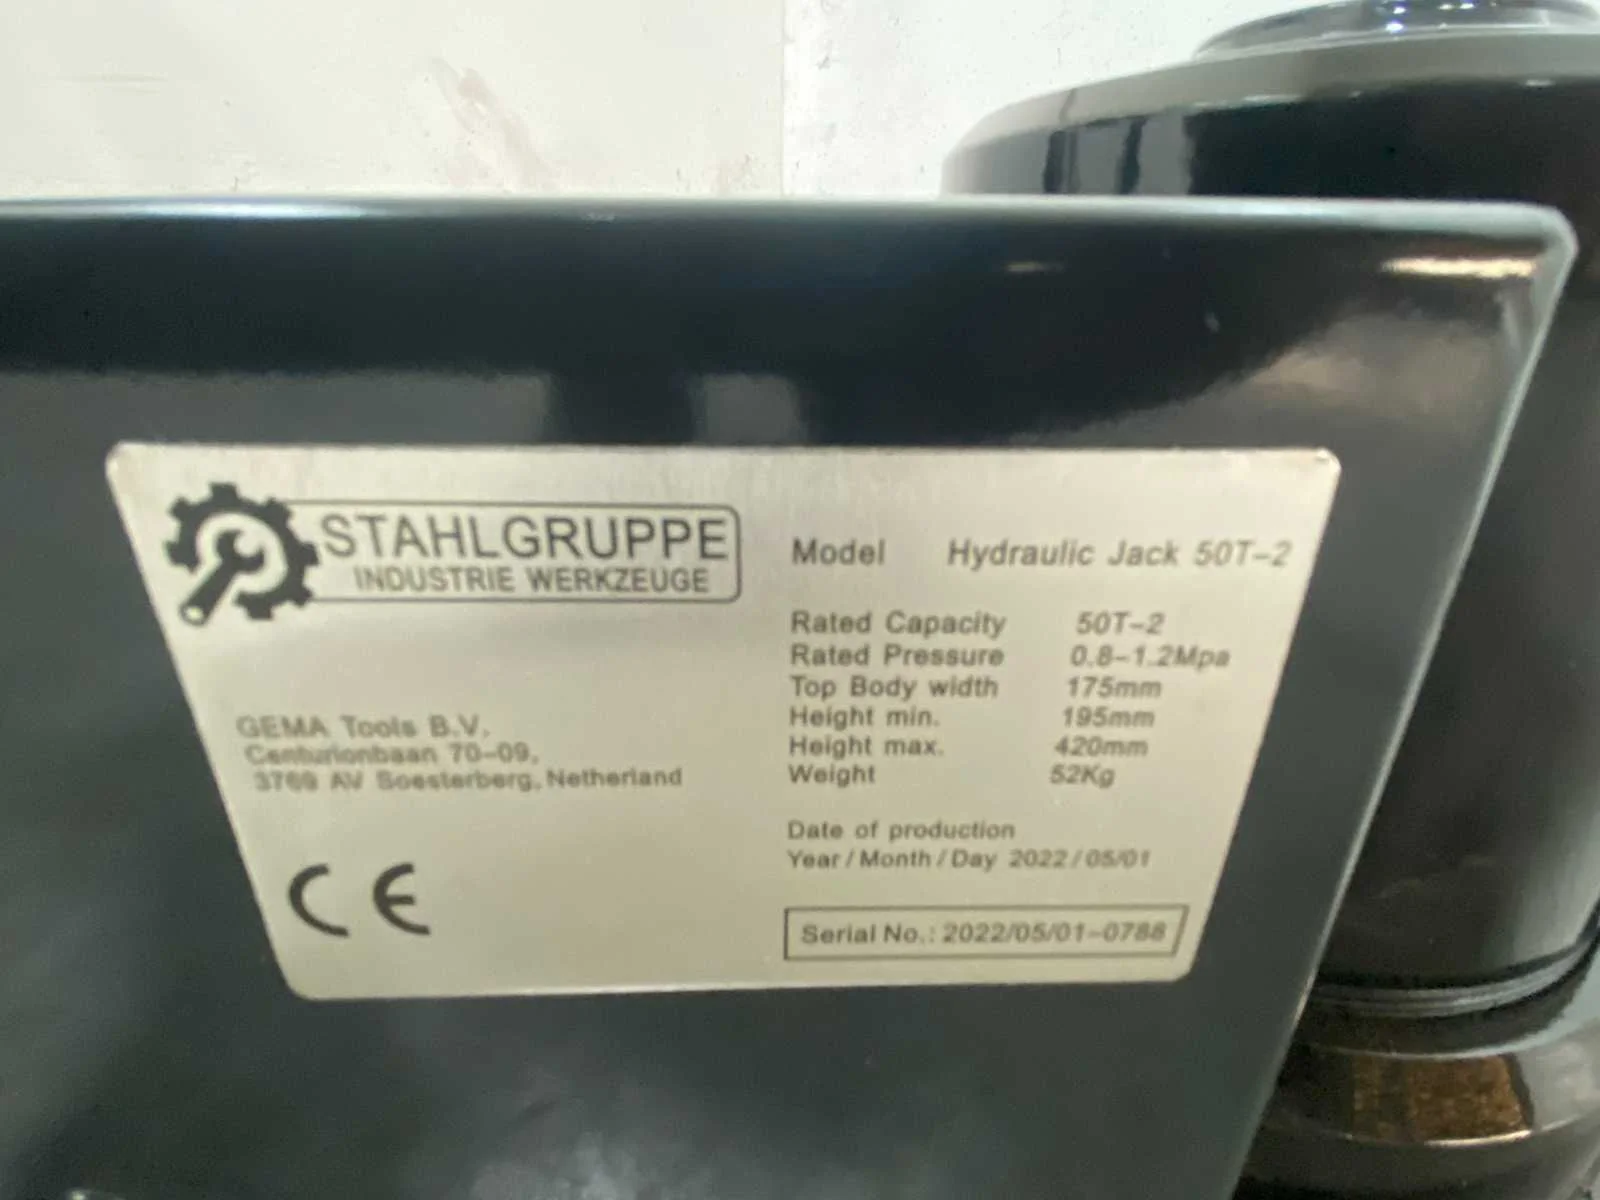 STAHLGRUPPE
INDUSTRIE WERKZEUGE
GEMA Tools B.V.
Centurionbaan 70-09,
3769 AV Soesterberg, Netherland
CE
Model Hydraulic Jack 50T-2
Rated Capacity 50T-2
Rated Pressure 0.8-1.2Mpa
Top Body width 175mm
Height min. 195mm
Height max. 420mm
Weight 52Kg
Date of production
Year / Month / Day 2022 / 05/01
Serial No.: 2022/05/01-0788